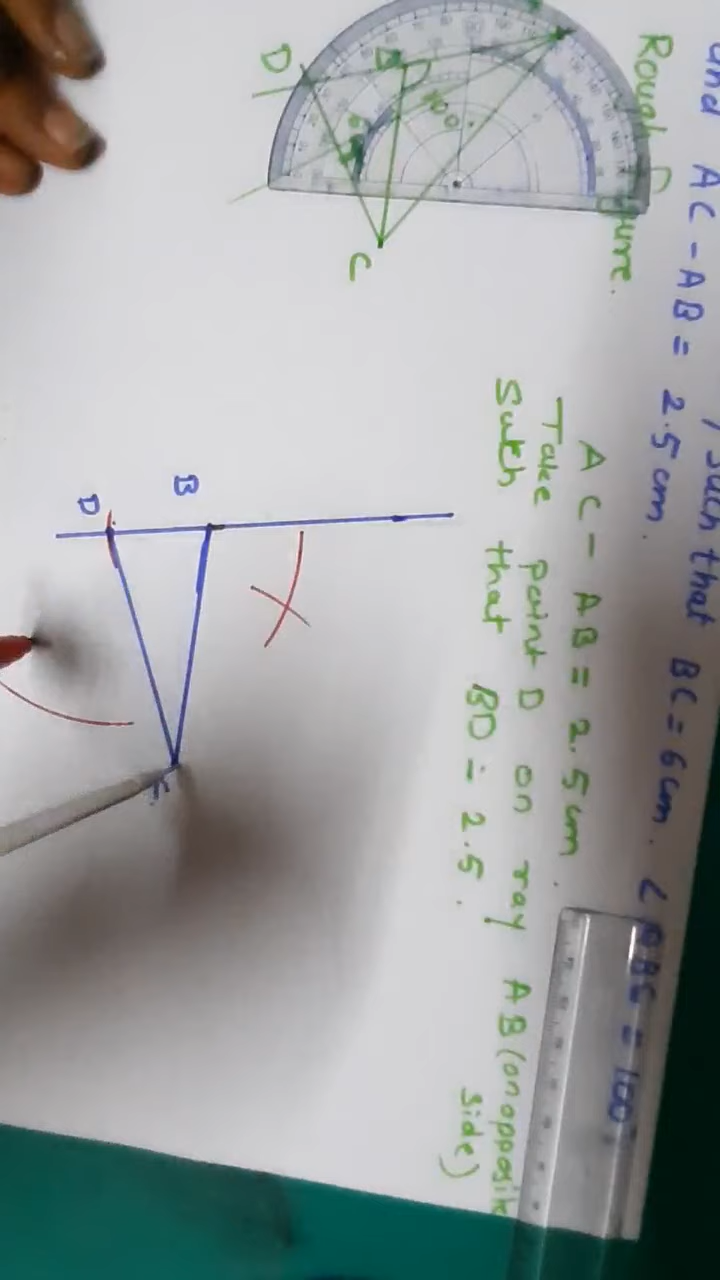 and AC - AB = 2.5 cm.
, such that BC = 6 cm. ∠ABC = 100°
Rough
AC - AB = 2.5 cm.
Take point D on ray AB (on opposite
Such that BD = 2.5. side)
D
B
100°
C
D
B
C